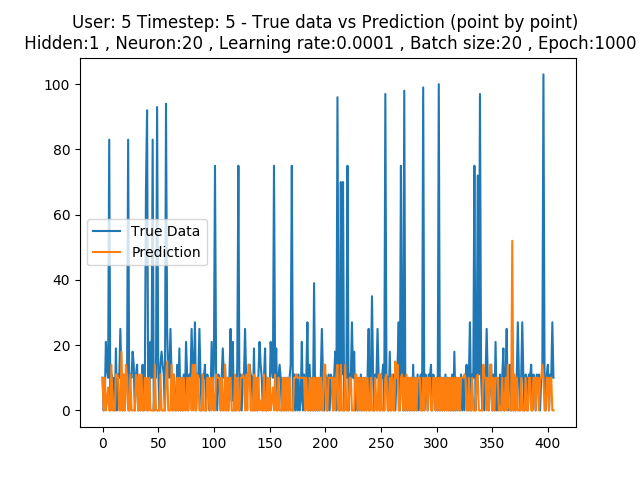 User: 5 Timestep: 5 - True data vs Prediction (point by point)
Hidden:1 , Neuron:20 , Learning rate:0.0001 , Batch size:20 , Epoch:1000
100
80
60
40
20
0
True Data
Prediction
0 50 100 150 200 250 300 350 400